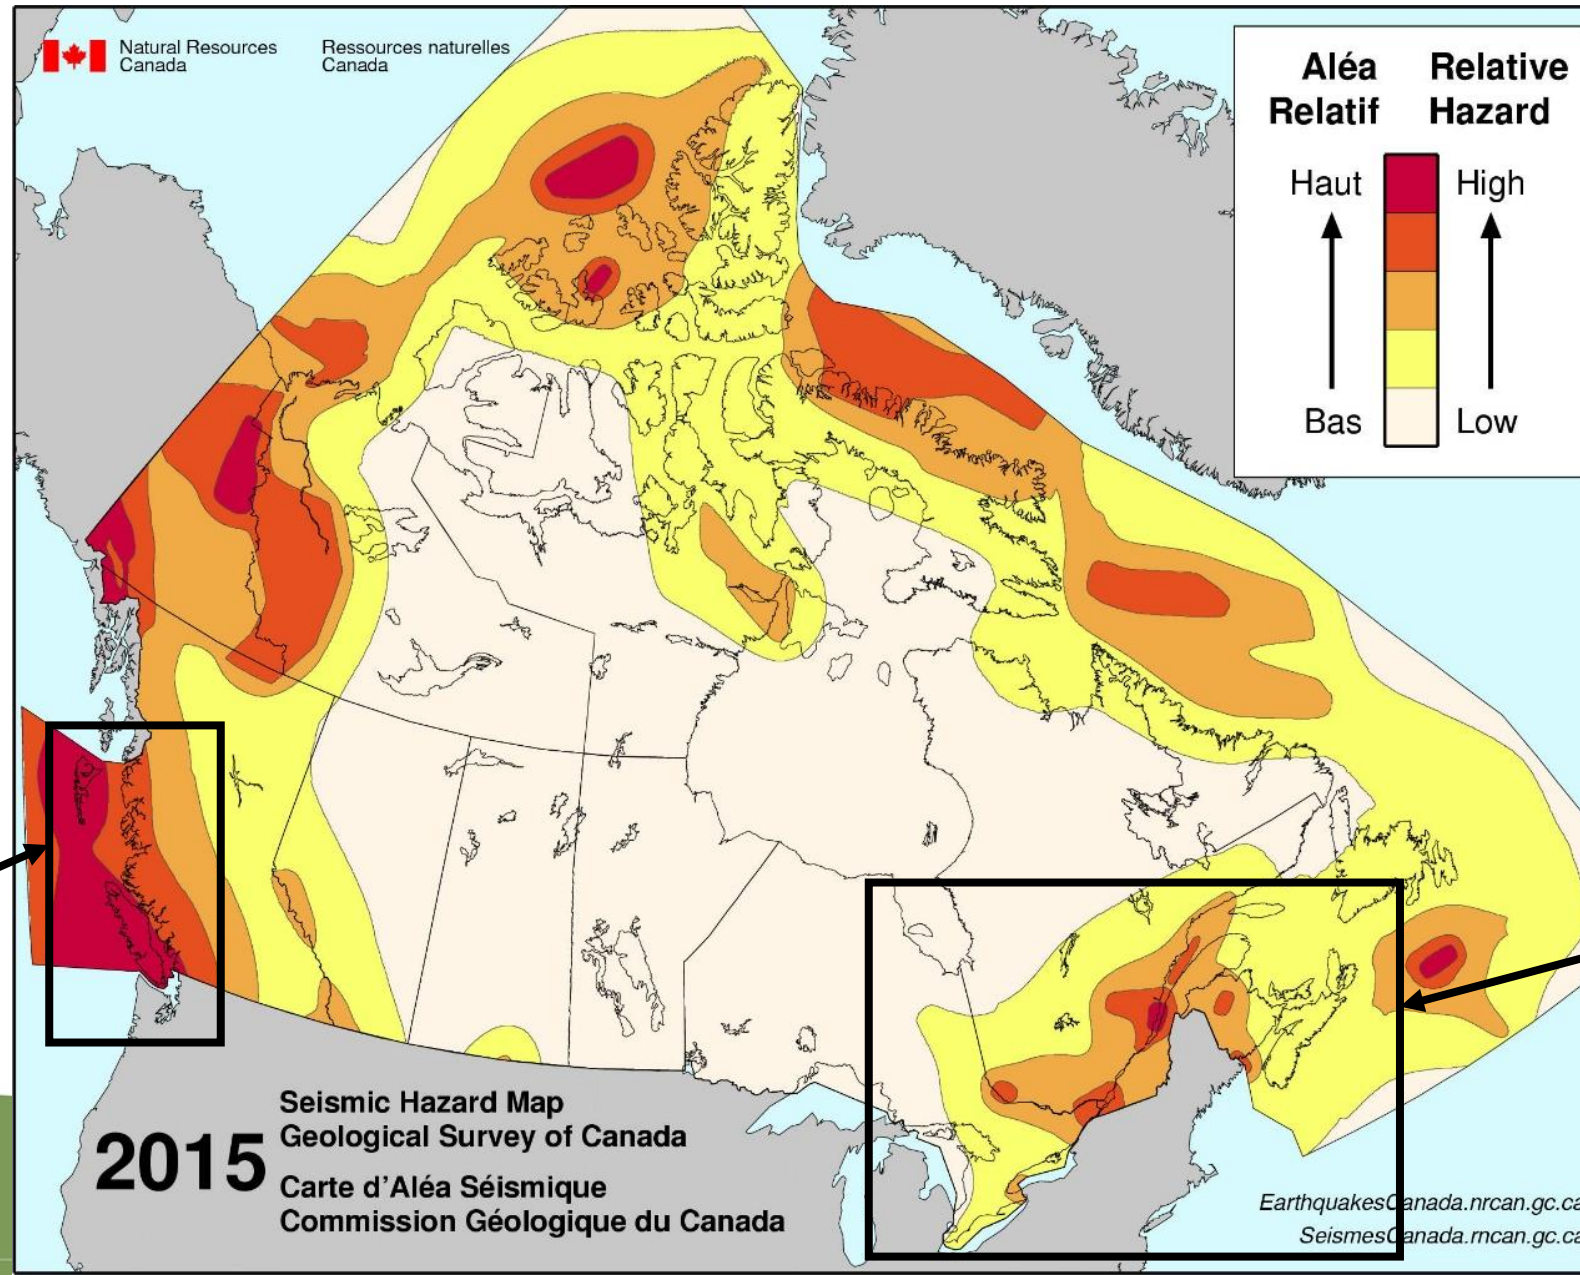 Natural Resources
Canada
Ressources naturelles
Canada
Aléa
Relatif
Relative
Hazard
Haut
High
Bas
Low
2015
Seismic Hazard Map
Geological Survey of Canada
Carte d'Aléa Séismique
Commission Géologique du Canada
EarthquakesCanada.nrcan.gc.ca
SeismesCanada.rncan.gc.ca